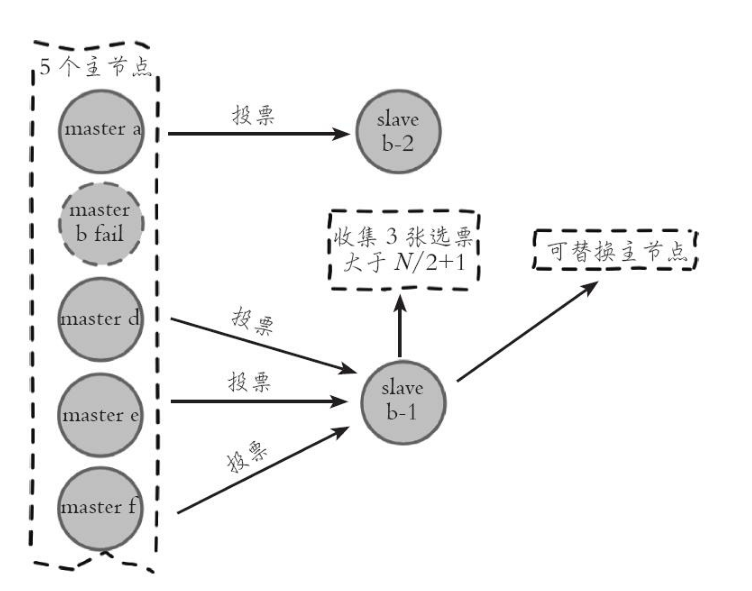 5 个主节点
master a
投票
slave
b-2
master
b fail
收集 3 张选票
大于 N/2+1
可替换主节点
master d
投票
投票
slave
b-1
master e
投票
master f